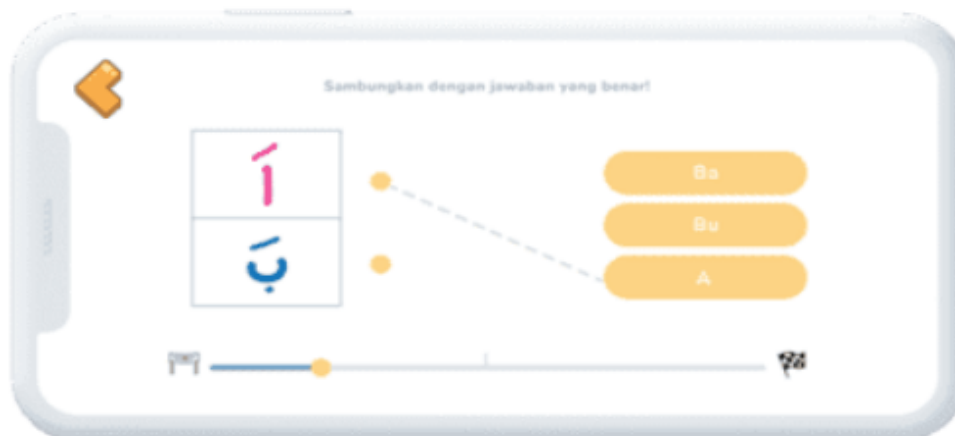 Sambungkan dengan jawaban yang benar!
اَ
بَ
Ba
Bu
A